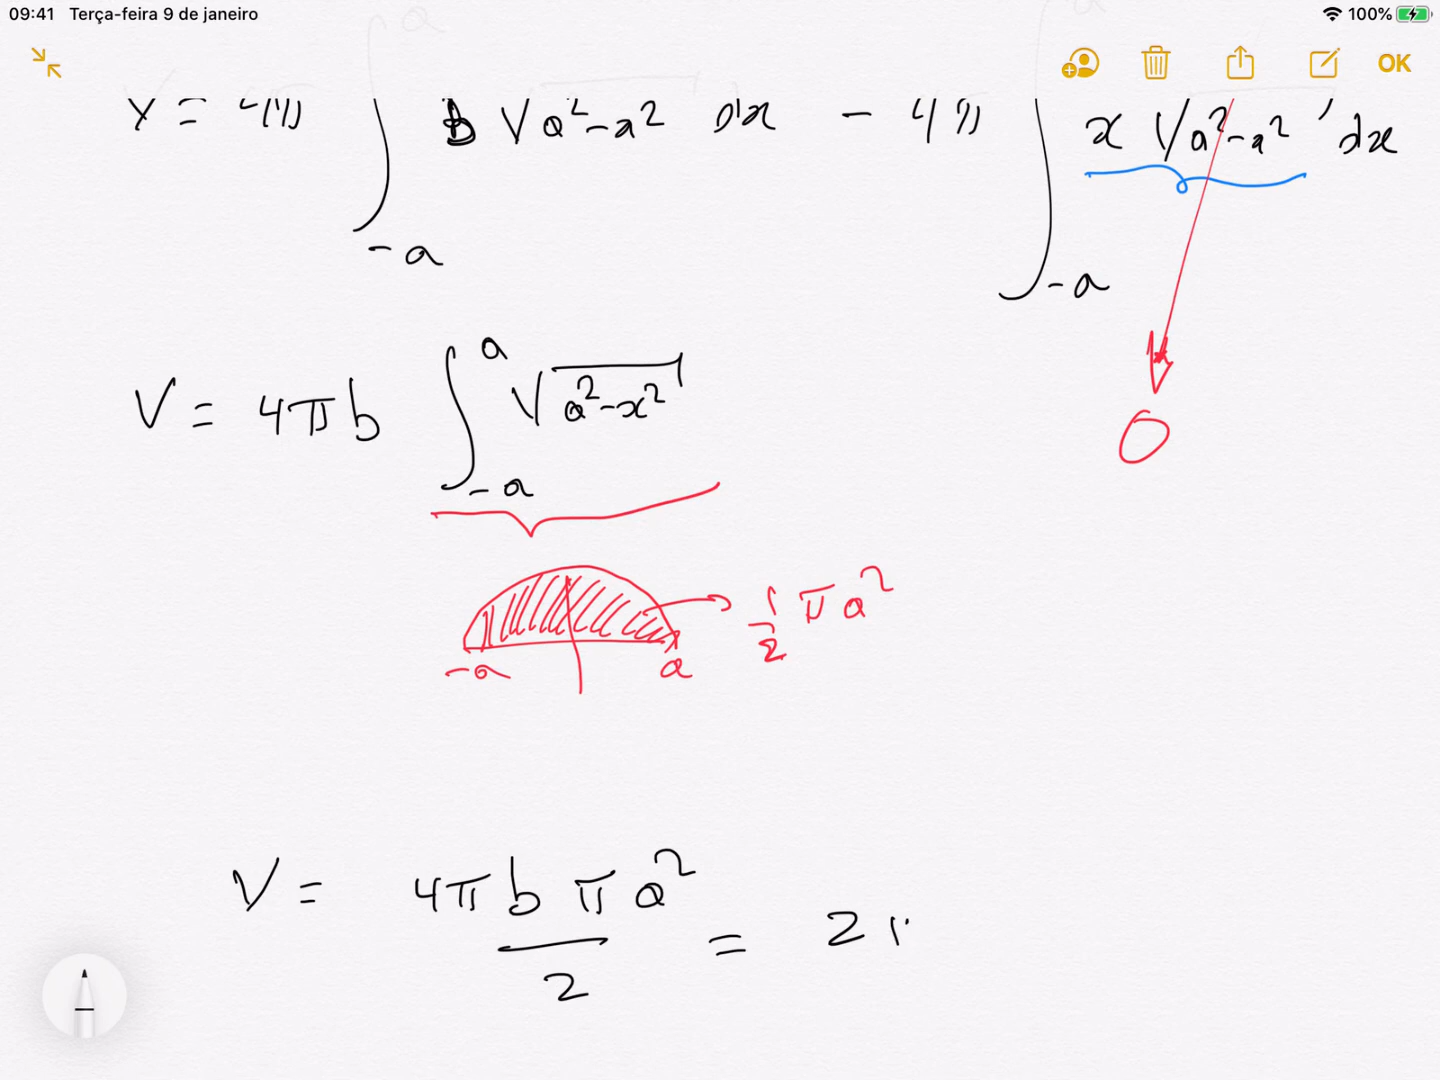 09:41 Terça-feira 9 de janeiro 100%
OK
b √a²-x² dx - 4π x √a²-x² dx
-a -a
V = 4πb ∫ a -a √a²-x²
0
-a a 1/2 πa²
V = 4πb πa² / 2 = 2